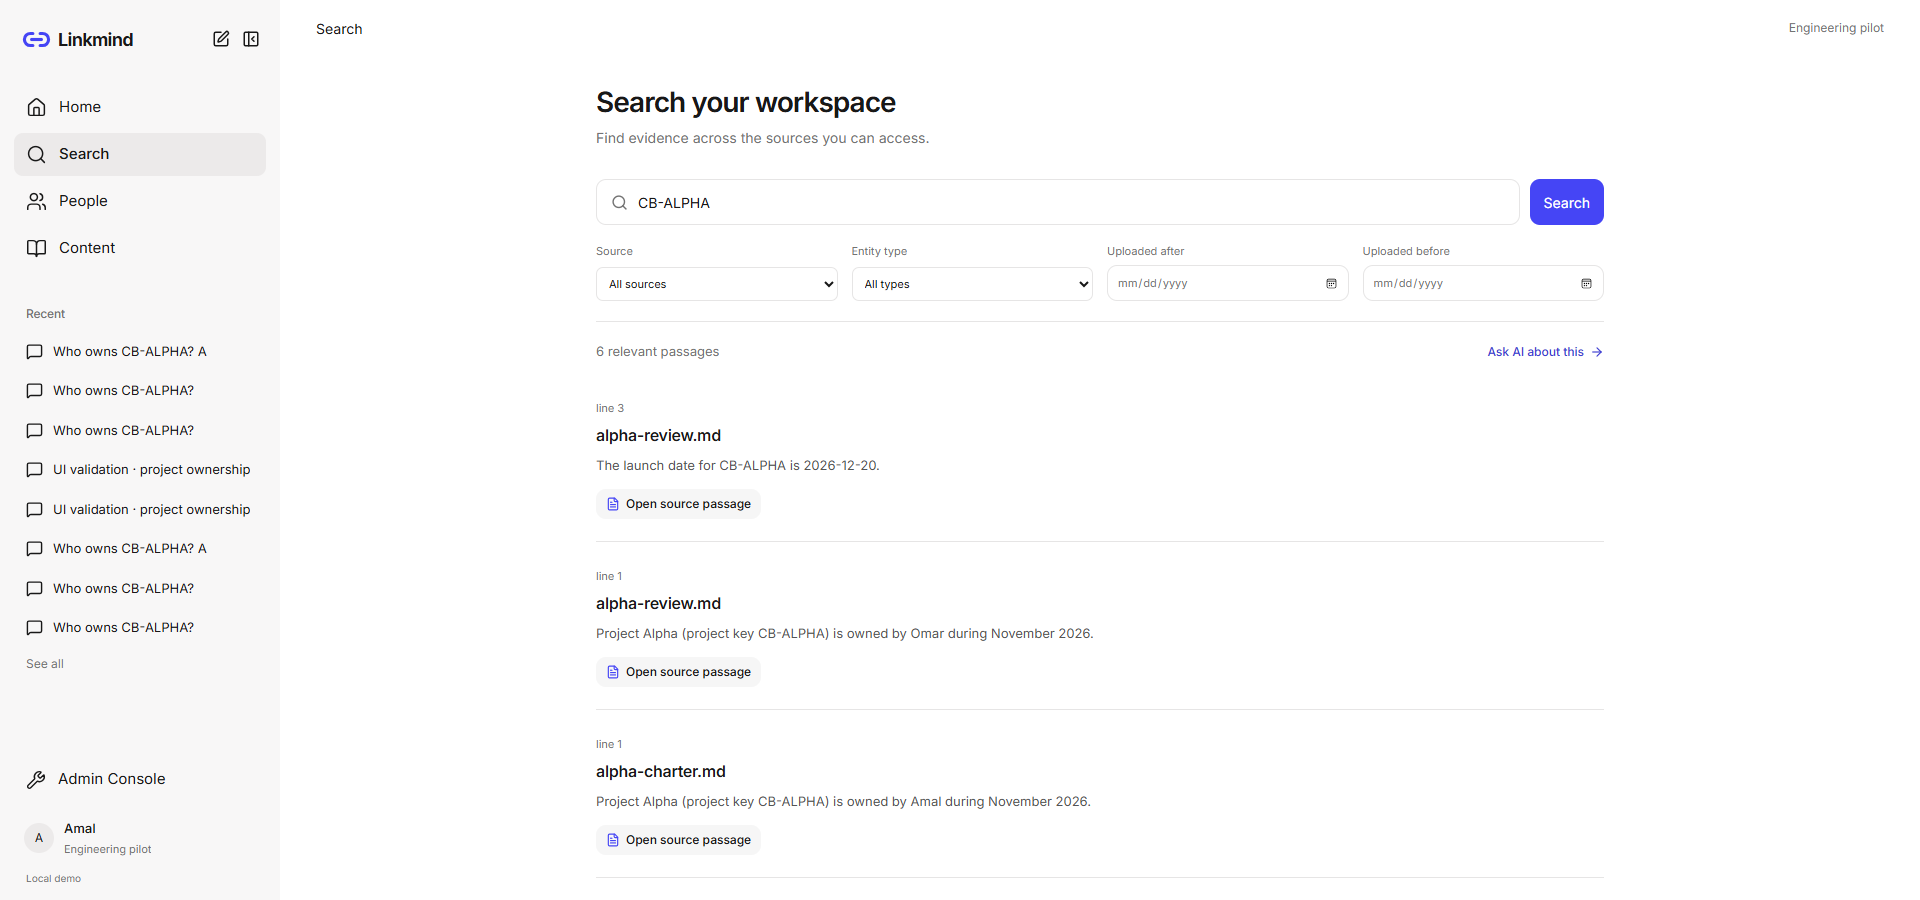 Linkmind
Home
Search
People
Content
Recent
Who owns CB-ALPHA? A
Who owns CB-ALPHA?
Who owns CB-ALPHA?
UI validation · project ownership
UI validation · project ownership
Who owns CB-ALPHA? A
Who owns CB-ALPHA?
Who owns CB-ALPHA?
See all
Admin Console
A
Amal
Engineering pilot
Local demo
Search
Engineering pilot
Search your workspace
Find evidence across the sources you can access.
CB-ALPHA
Search
Source
Entity type
Uploaded after
Uploaded before
All sources
All types
mm/dd/yyyy
mm/dd/yyyy
6 relevant passages
Ask AI about this
line 3
alpha-review.md
The launch date for CB-ALPHA is 2026-12-20.
Open source passage
line 1
alpha-review.md
Project Alpha (project key CB-ALPHA) is owned by Omar during November 2026.
Open source passage
line 1
alpha-charter.md
Project Alpha (project key CB-ALPHA) is owned by Amal during November 2026.
Open source passage